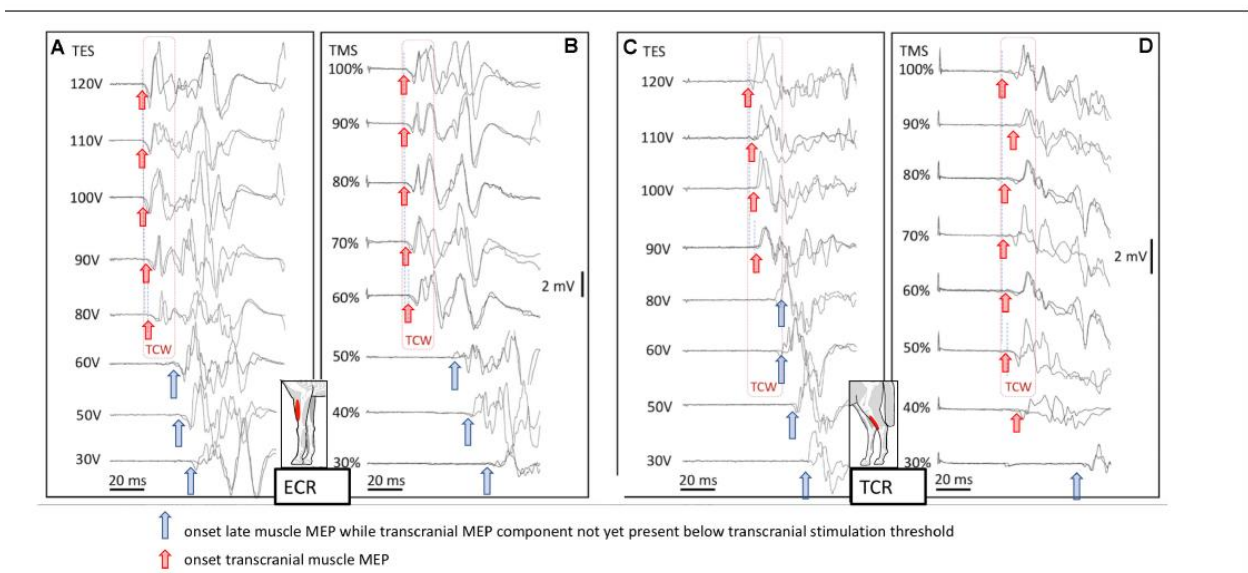 A TES
120V
110V
100V
90V
80V
TCW
60V
50V
30V
20 ms
ECR
TMS B
100%
90%
80%
70%
2 mV
60%
TCW
50%
40%
30%
20 ms
C TES
120V
110V
100V
90V
80V
60V
TCW
50V
30V
20 ms
TCR
TMS D
100%
90%
80%
70%
2 mV
60%
50%
TCW
40%
30%
20 ms
onset late muscle MEP while transcranial MEP component not yet present below transcranial stimulation threshold
onset transcranial muscle MEP